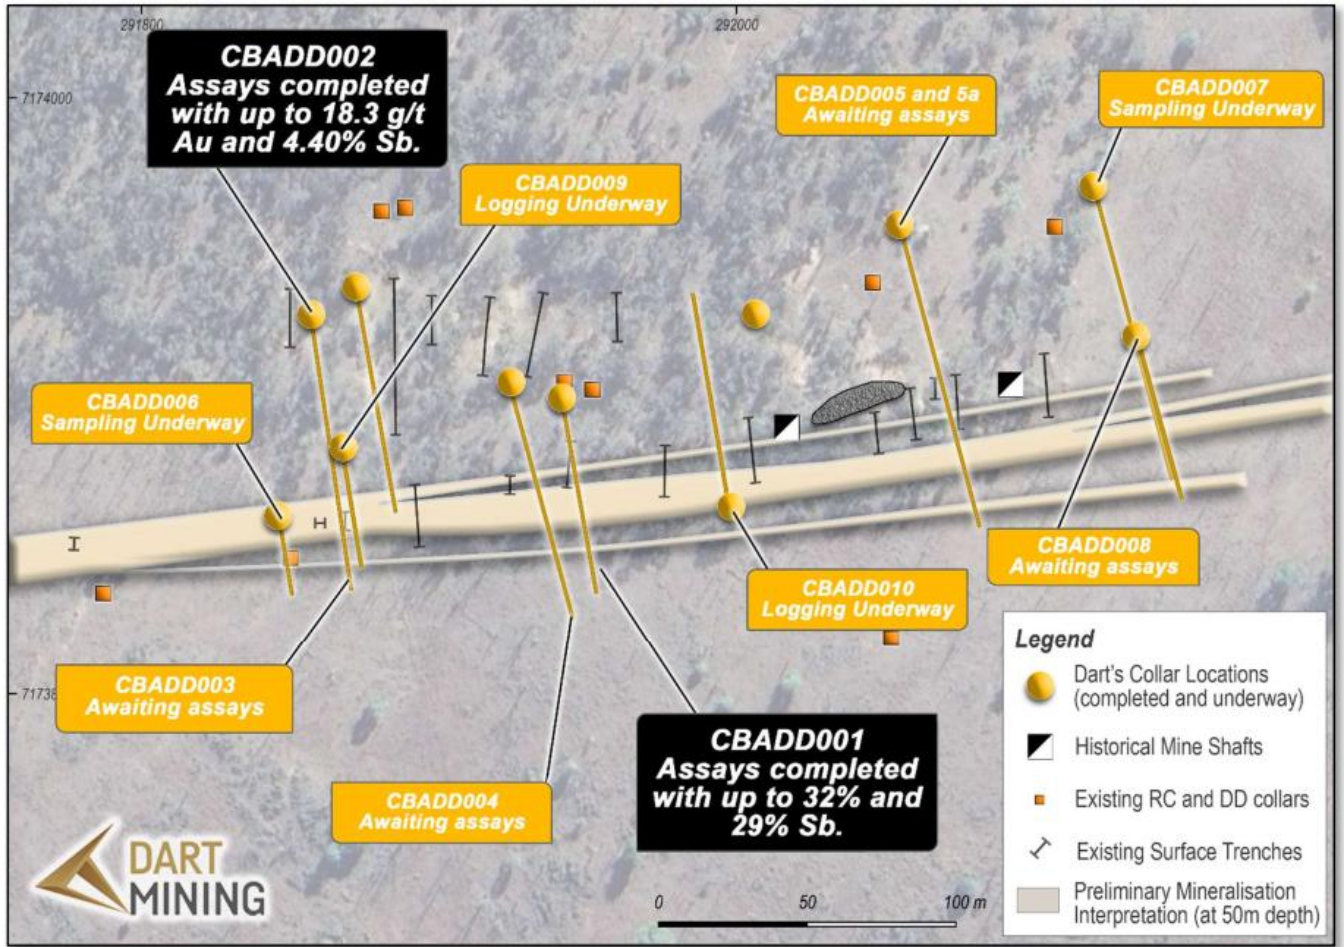 291800
292000
7174000
CBADD002
Assays completed
with up to 18.3 g/t
Au and 4.40% Sb.
CBADD005 and 5a
Awaiting assays
CBADD007
Sampling Underway
CBADD009
Logging Underway
CBADD006
Sampling Underway
CBADD008
Awaiting assays
CBADD010
Logging Underway
CBADD003
Awaiting assays
CBADD001
Assays completed
with up to 32% and
29% Sb.
CBADD004
Awaiting assays
DART
MINING
0
50
100 m
Legend
Dart's Collar Locations
(completed and underway)
Historical Mine Shafts
Existing RC and DD collars
Existing Surface Trenches
Preliminary Mineralisation
Interpretation (at 50m depth)